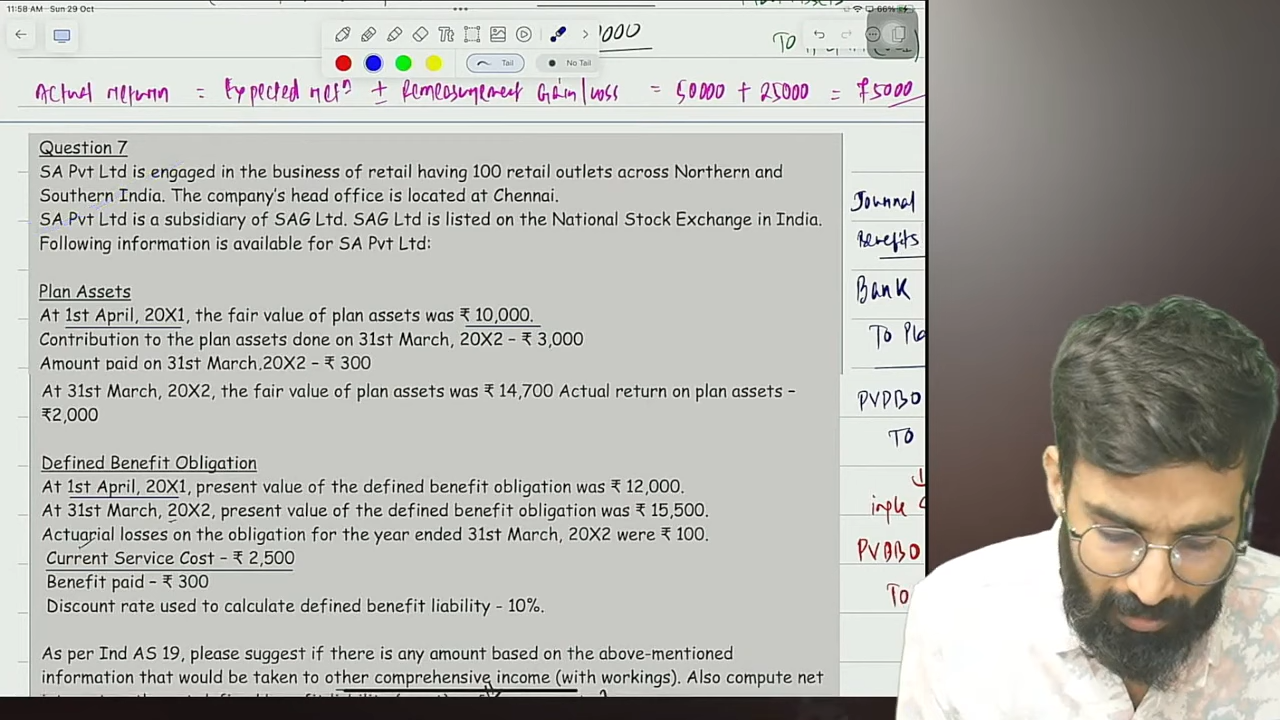 11:58 AM Sun 29 Oct
66%
Tt
Tail
No Tail
To
Actual return = Expected retn ± Remeasurement Gain/loss = 50000 + 25000 = 75000
Question 7
SA Pvt Ltd is engaged in the business of retail having 100 retail outlets across Northern and
Southern India. The company's head office is located at Chennai.
SA Pvt Ltd is a subsidiary of SAG Ltd. SAG Ltd is listed on the National Stock Exchange in India.
Following information is available for SA Pvt Ltd:
Plan Assets
At 1st April, 20X1, the fair value of plan assets was ₹ 10,000.
Contribution to the plan assets done on 31st March, 20X2 – ₹ 3,000
Amount paid on 31st March,20X2 – ₹ 300
At 31st March, 20X2, the fair value of plan assets was ₹ 14,700 Actual return on plan assets –
₹2,000
Defined Benefit Obligation
At 1st April, 20X1, present value of the defined benefit obligation was ₹ 12,000.
At 31st March, 20X2, present value of the defined benefit obligation was ₹ 15,500.
Actuarial losses on the obligation for the year ended 31st March, 20X2 were ₹ 100.
Current Service Cost – ₹ 2,500
Benefit paid – ₹ 300
Discount rate used to calculate defined benefit liability - 10%.
As per Ind AS 19, please suggest if there is any amount based on the above-mentioned
information that would be taken to other comprehensive income (with workings). Also compute net
Journal
Benefits
Bank
To Pla
PVDBO
To
PVDBO
To